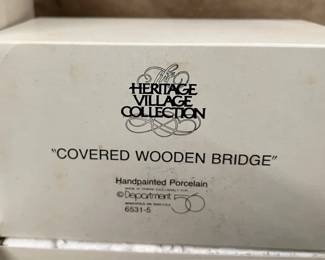 The
HERITAGE
VILLAGE
COLLECTION
"COVERED WOODEN BRIDGE"
Handpainted Porcelain
©Department 56
6531-5